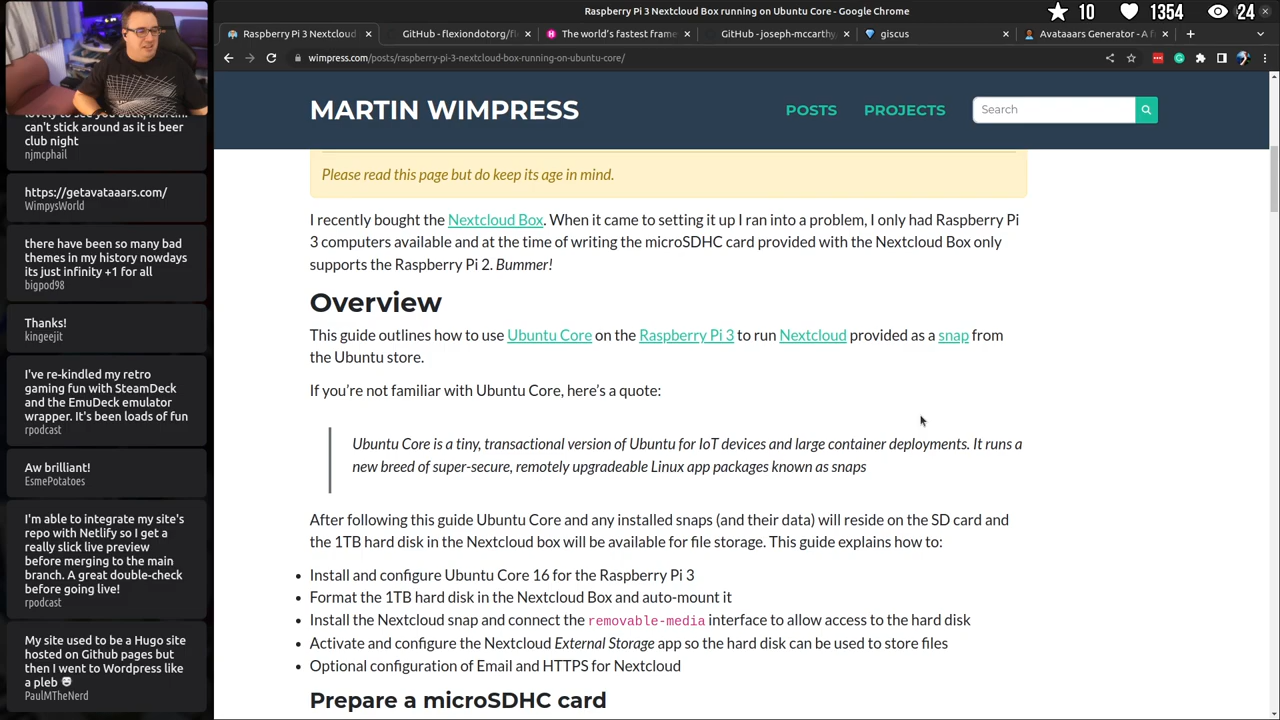 Raspberry Pi 3 Nextcloud Box running on Ubuntu Core - Google Chrome
10 1354 24
Raspberry Pi 3 Nextcloud
GitHub - flexiondotorg/fl
The world's fastest frame
GitHub - joseph-mccarthy
giscus
Avataaars Generator - A f
wimpress.com/posts/raspberry-pi-3-nextcloud-box-running-on-ubuntu-core/
lovely to see you back, martin.
can't stick around as it is beer
club night
njmcphail
https://getavataaars.com/
WimpysWorld
there have been so many bad
themes in my history nowdays
its just infinity +1 for all
bigpod98
Thanks!
kingeejit
I've re-kindled my retro
gaming fun with SteamDeck
and the EmuDeck emulator
wrapper. It's been loads of fun
rpodcast
Aw brilliant!
EsmePotatoes
I'm able to integrate my site's
repo with Netlify so I get a
really slick live preview
before merging to the main
branch. A great double-check
before going live!
rpodcast
My site used to be a Hugo site
hosted on Github pages but
then I went to Wordpress like
a pleb
PaulMTheNerd
MARTIN WIMPRESS
POSTS
PROJECTS
Search
Please read this page but do keep its age in mind.
I recently bought the Nextcloud Box. When it came to setting it up I ran into a problem, I only had Raspberry Pi
3 computers available and at the time of writing the microSDHC card provided with the Nextcloud Box only
supports the Raspberry Pi 2. Bummer!
Overview
This guide outlines how to use Ubuntu Core on the Raspberry Pi 3 to run Nextcloud provided as a snap from
the Ubuntu store.
If you're not familiar with Ubuntu Core, here's a quote:
Ubuntu Core is a tiny, transactional version of Ubuntu for IoT devices and large container deployments. It runs a
new breed of super-secure, remotely upgradeable Linux app packages known as snaps
After following this guide Ubuntu Core and any installed snaps (and their data) will reside on the SD card and
the 1TB hard disk in the Nextcloud box will be available for file storage. This guide explains how to:
• Install and configure Ubuntu Core 16 for the Raspberry Pi 3
• Format the 1TB hard disk in the Nextcloud Box and auto-mount it
• Install the Nextcloud snap and connect the removable-media interface to allow access to the hard disk
• Activate and configure the Nextcloud External Storage app so the hard disk can be used to store files
• Optional configuration of Email and HTTPS for Nextcloud
Prepare a microSDHC card